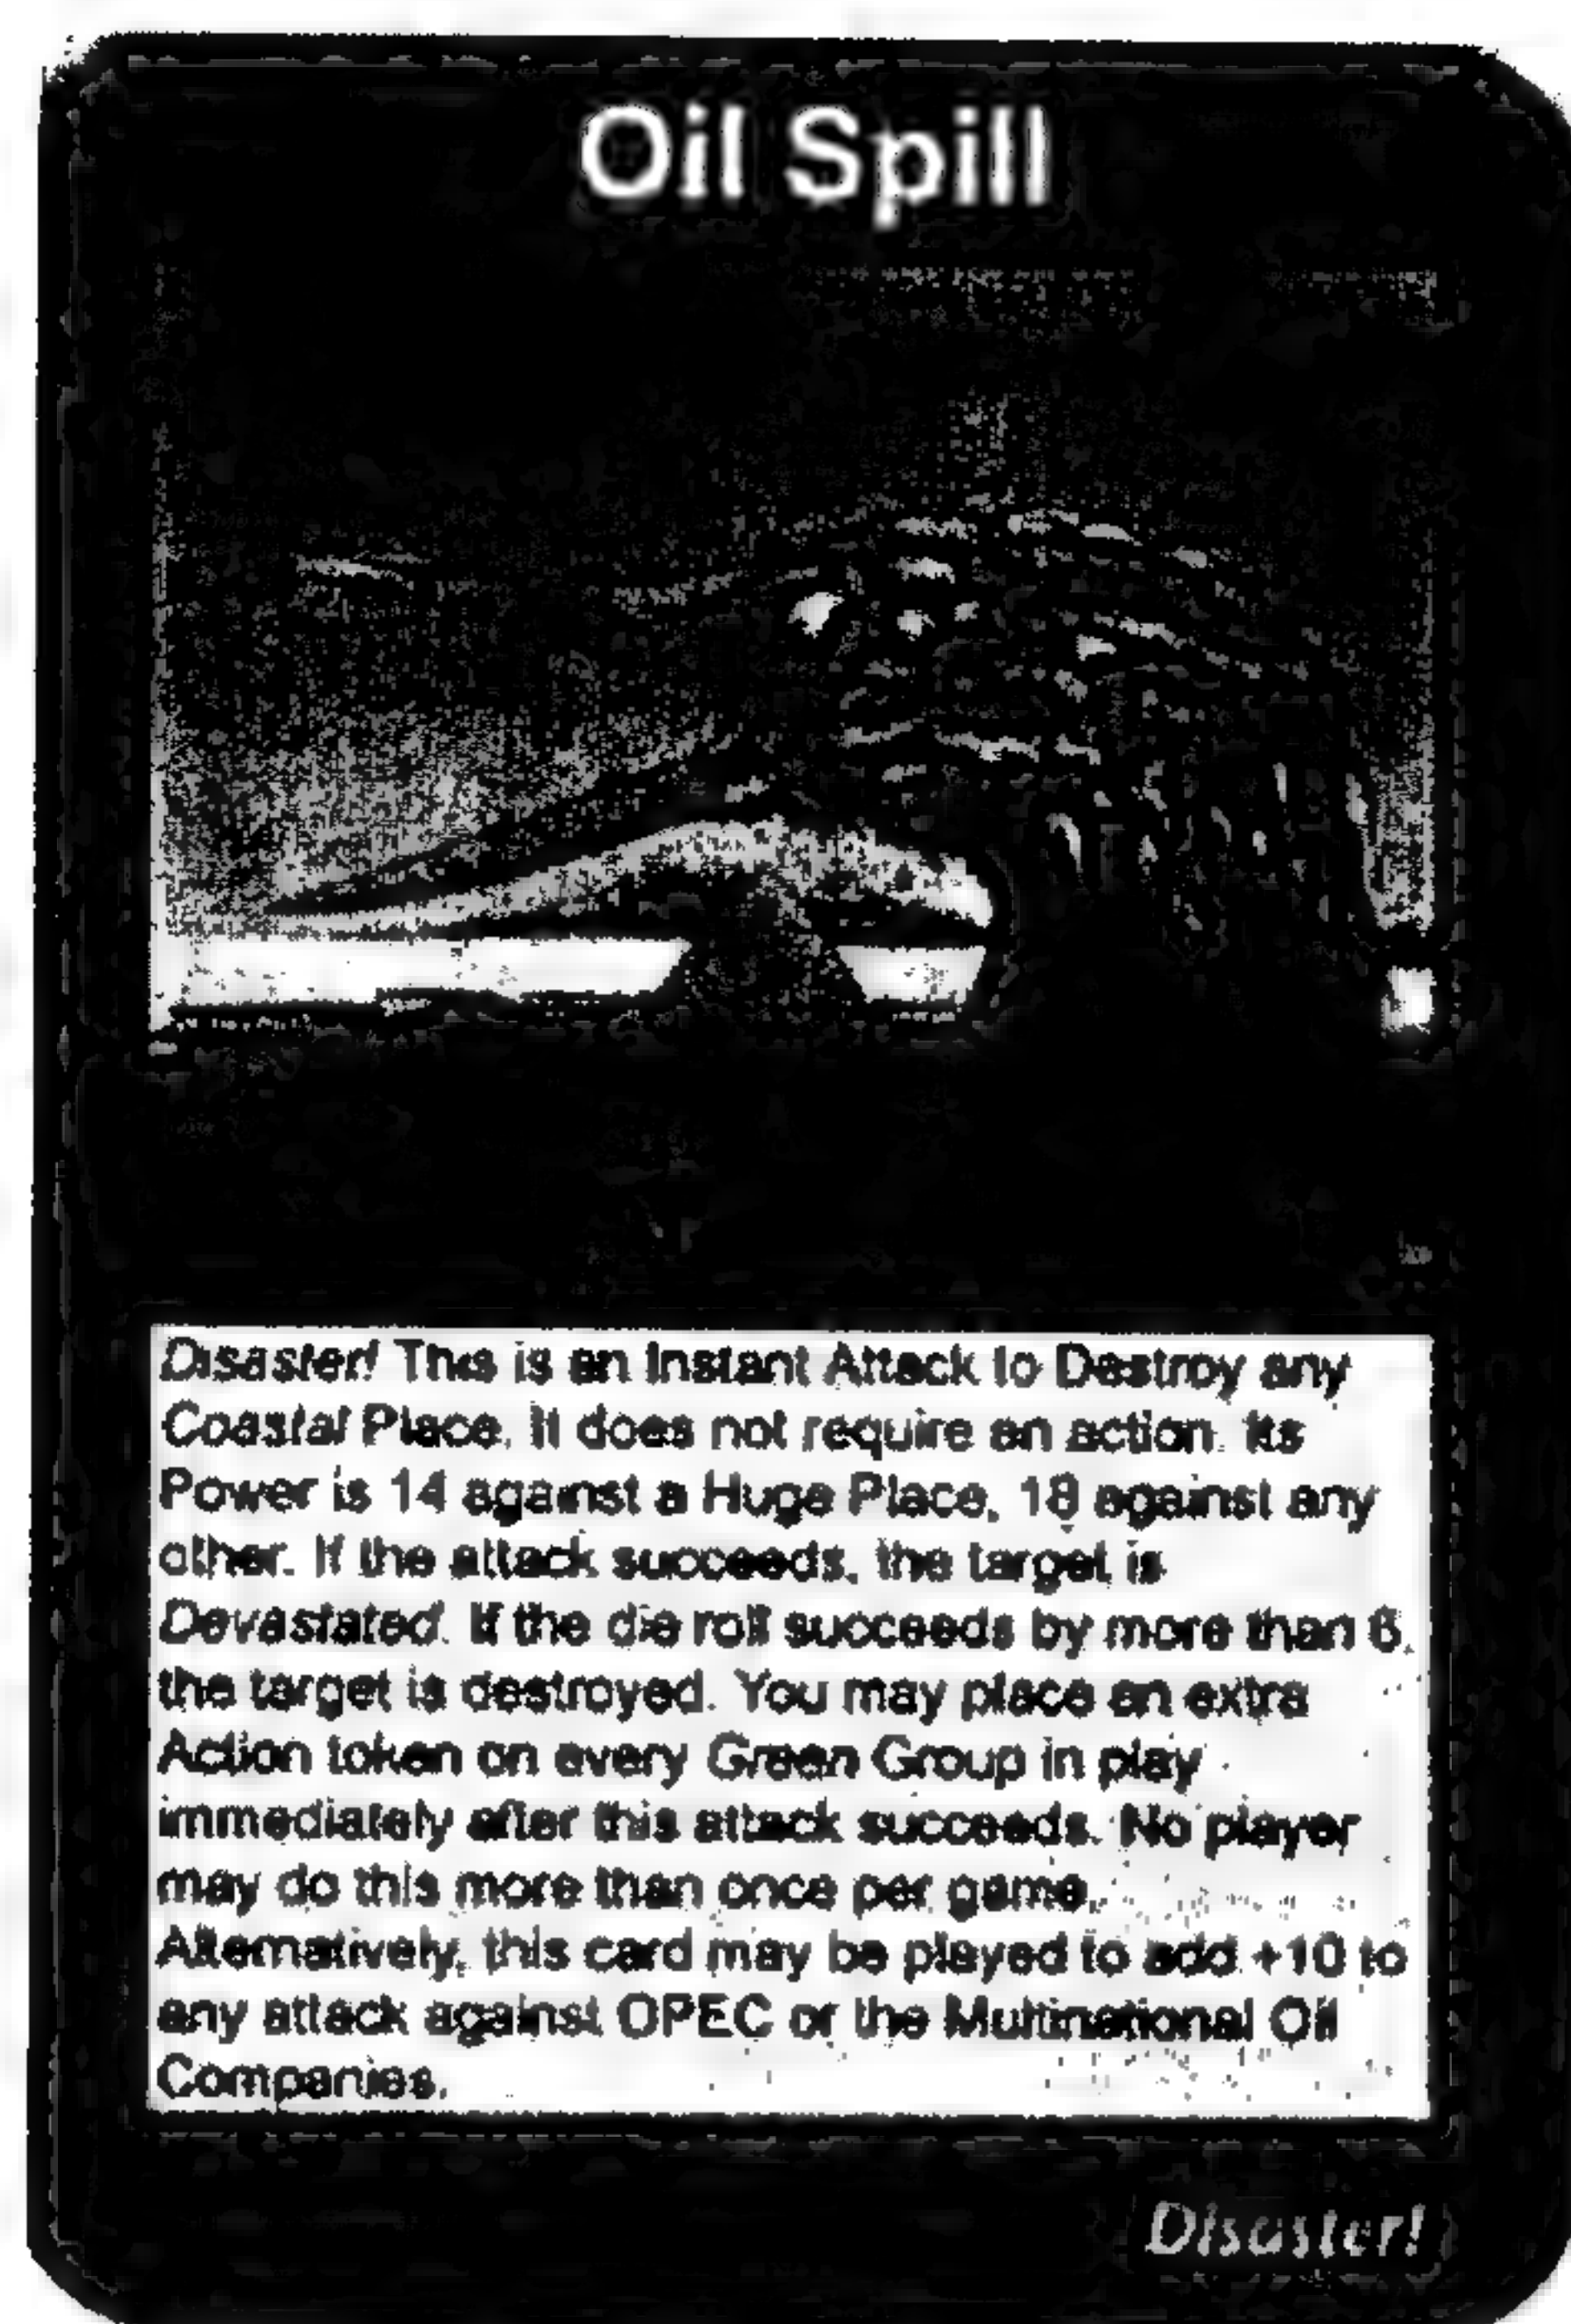 Oil Spill
Disaster! This is an Instant Attack to Destroy any
Coastal Place. It does not require an action. Its
Power is 14 against a Huge Place, 18 against any
other. If the attack succeeds, the target is
Devastated. If the die roll succeeds by more than 6,
the target is destroyed. You may place an extra
Action token on every Green Group in play
immediately after this attack succeeds. No player
may do this more than once per game.
Alternatively, this card may be played to add +10 to
any attack against OPEC or the Multinational Oil
Companies.
Disaster!